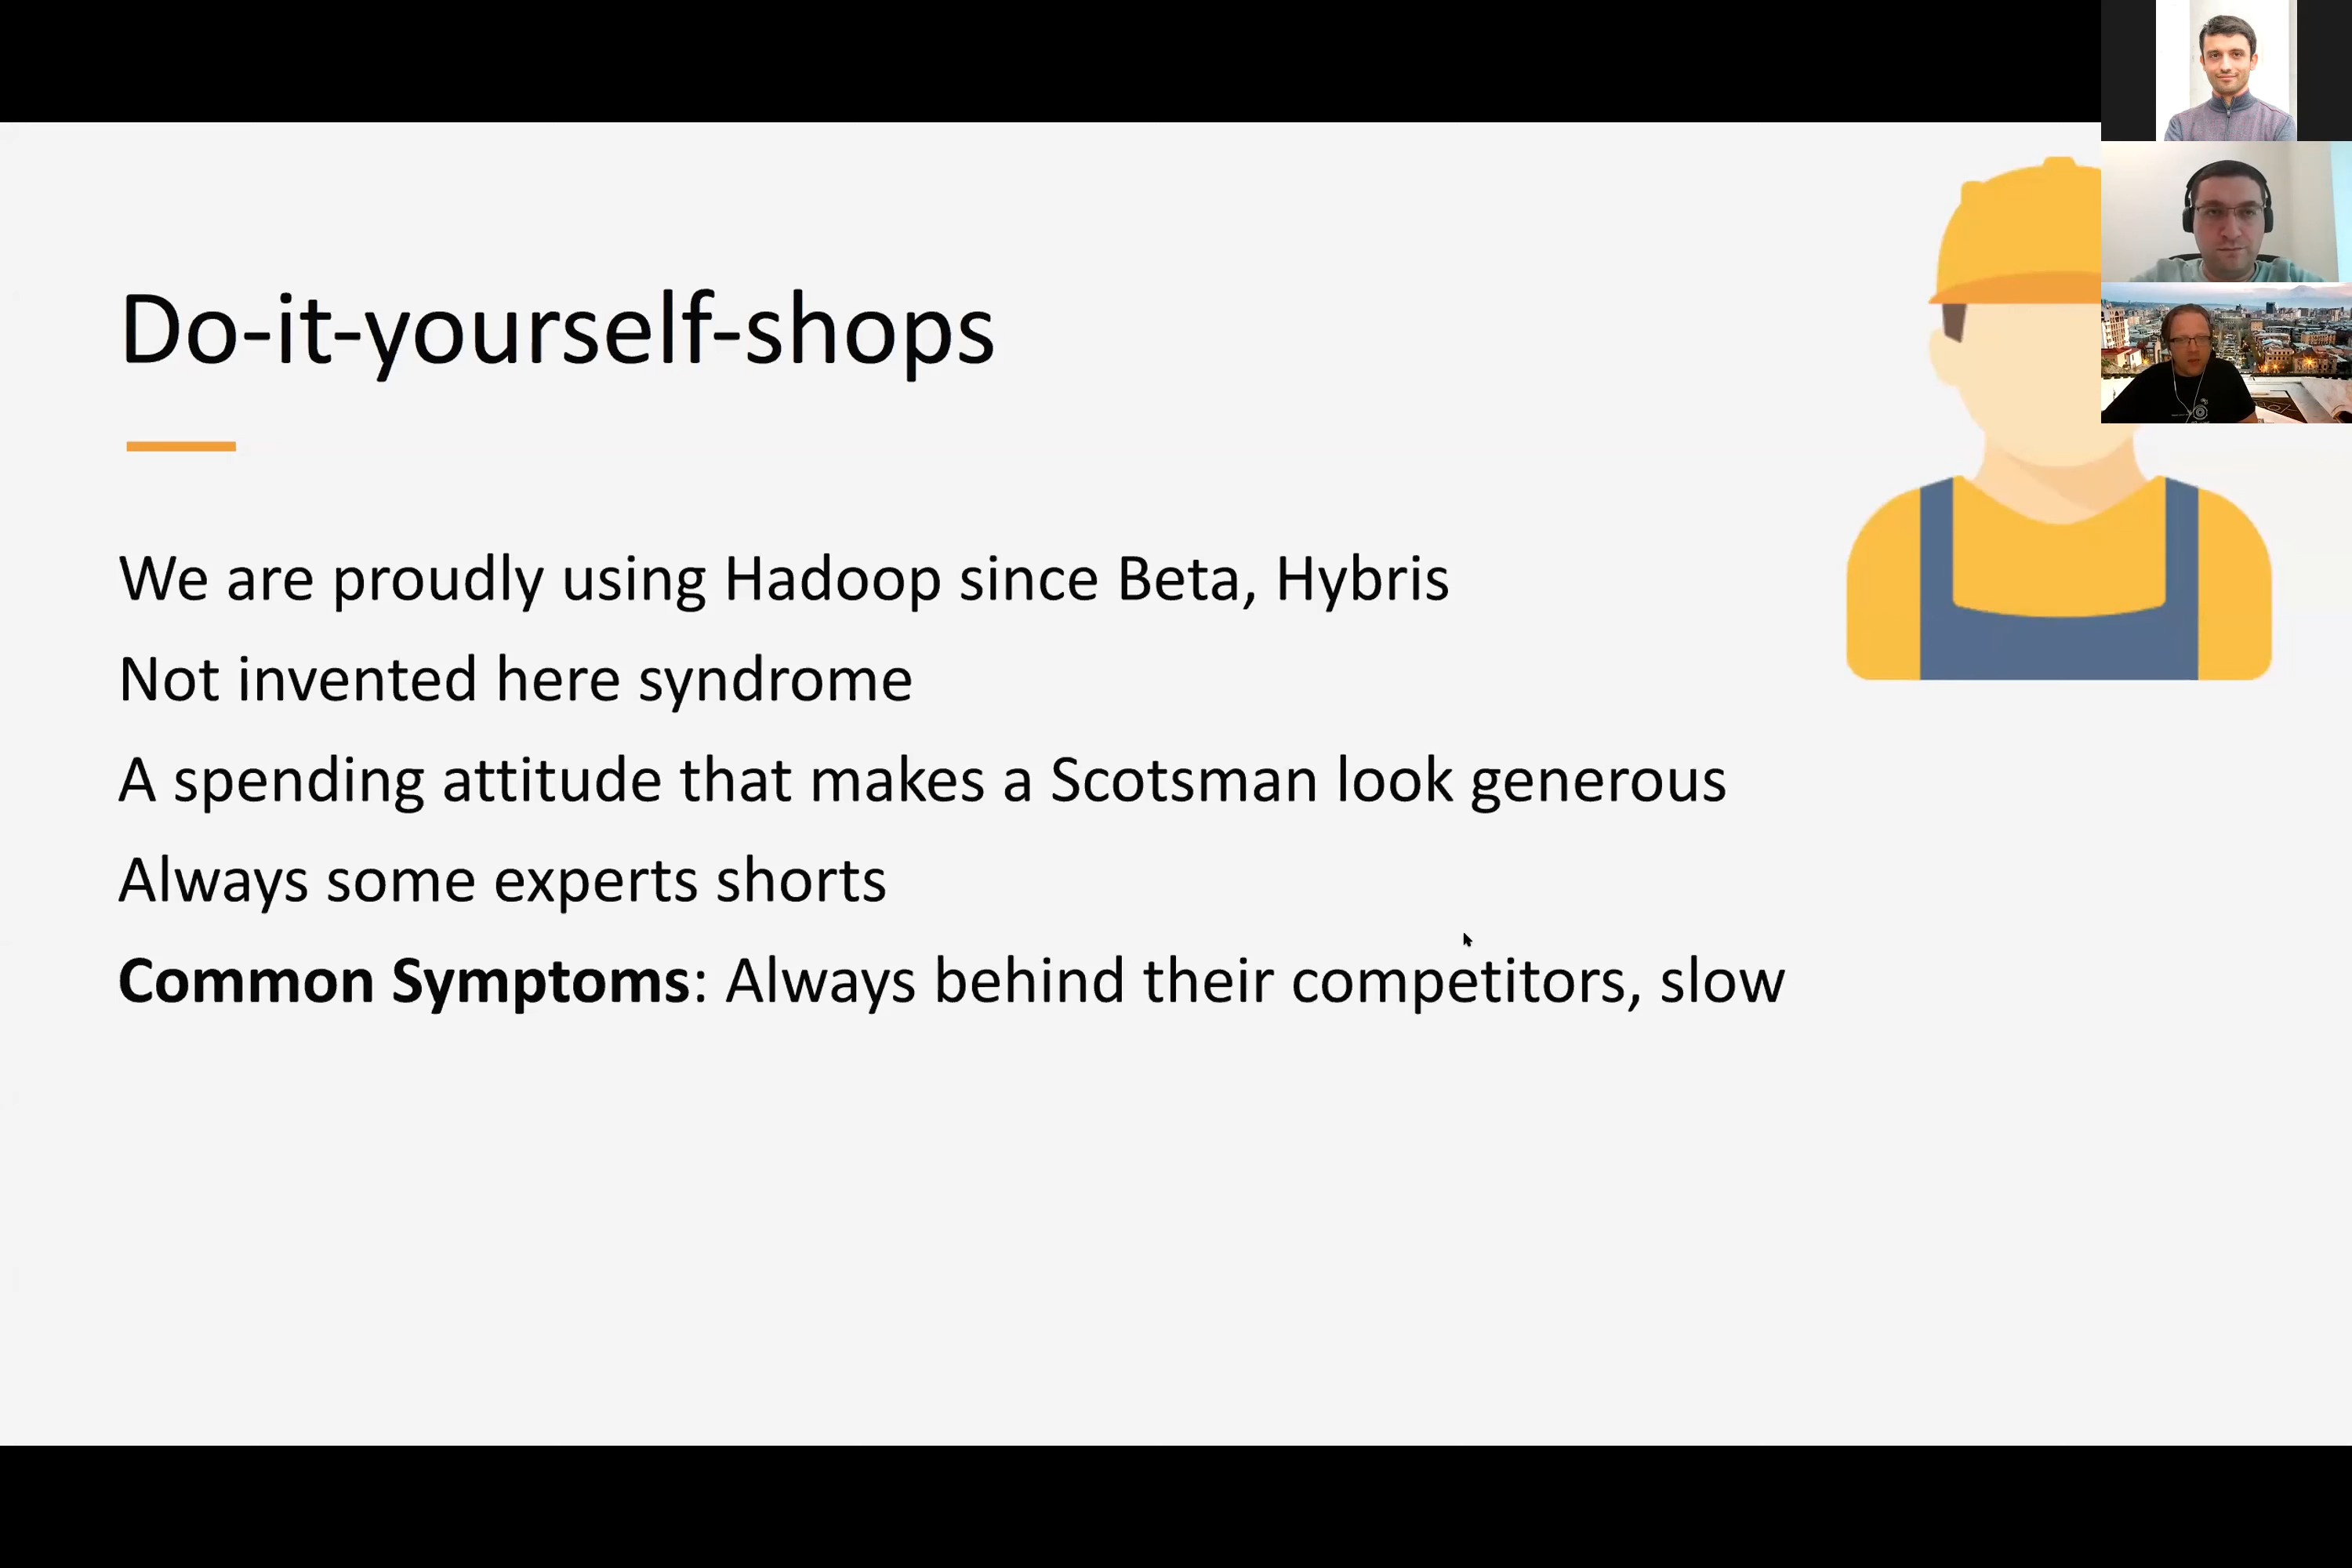 Do-it-yourself-shops
We are proudly using Hadoop since Beta, Hybris
Not invented here syndrome
A spending attitude that makes a Scotsman look generous
Always some experts shorts
Common Symptoms: Always behind their competitors, slow